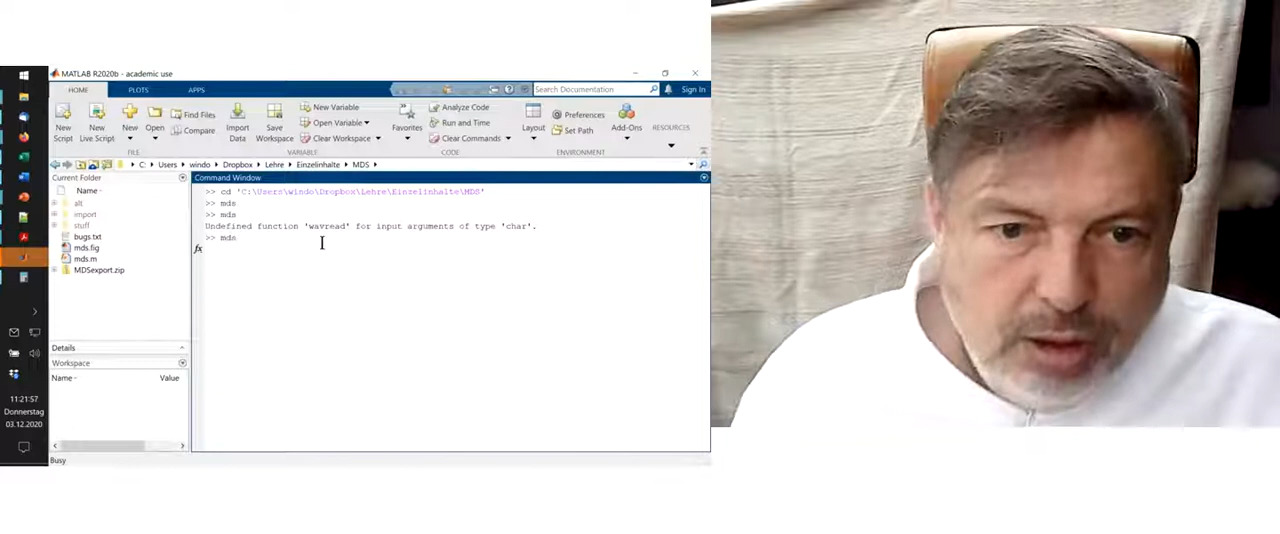 MATLAB R2020b - academic use
HOME PLOTS APPS
Search Documentation
Sign In
New Script
New Live Script
New
Open
Find Files
Compare
Import Data
Save Workspace
New Variable
Open Variable
Clear Workspace
Favorites
Analyze Code
Run and Time
Clear Commands
Layout
Preferences
Set Path
Add-Ons
RESOURCES
FILE VARIABLE CODE ENVIRONMENT
C: Users windo Dropbox Lehre Einzelinhalte MDS
Current Folder
Name
alt
import
stuff
bugs.txt
mds.fig
mds.m
MDSexport.zip
Details
Workspace
Name Value
Command Window
>> cd 'C:\Users\windo\Dropbox\Lehre\Einzelinhalte\MDS'
>> mds
>> mds
Undefined function 'wavread' for input arguments of type 'char'.
>> mds
fx
11:21:57
Donnerstag
03.12.2020
Busy